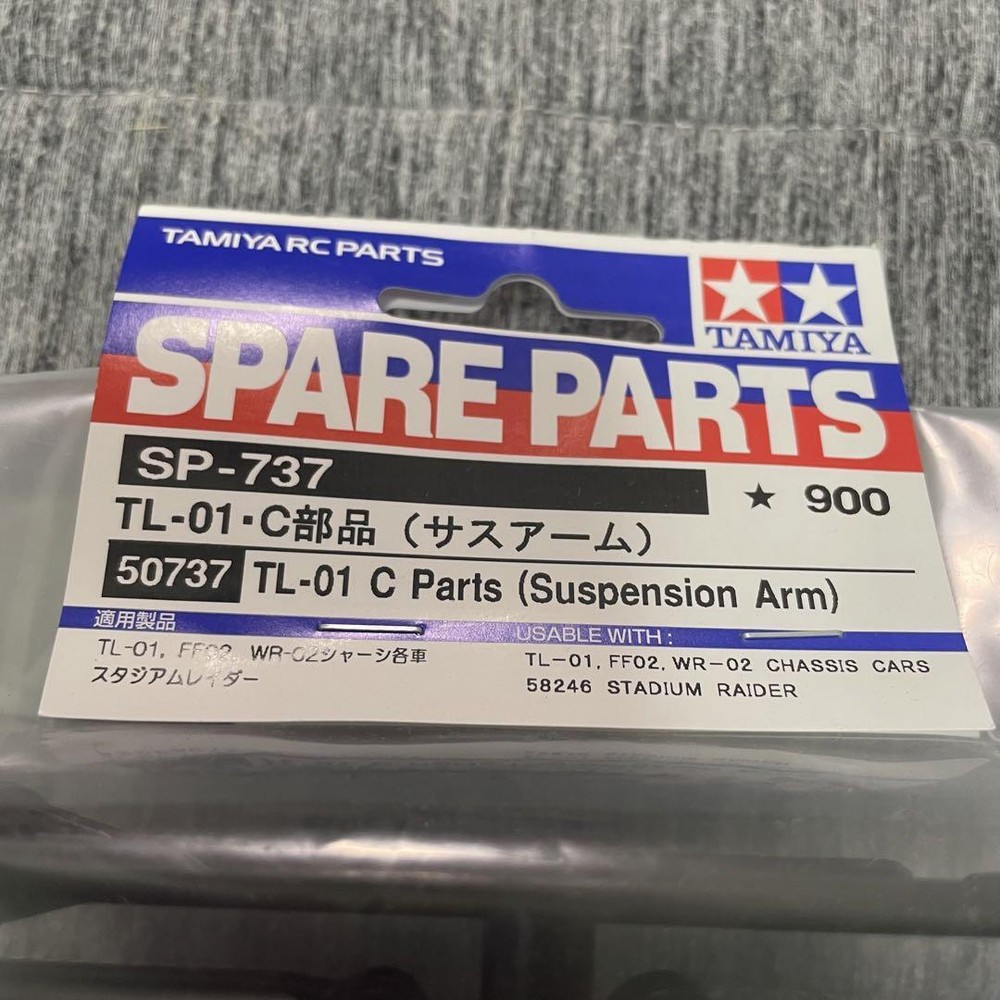 TAMIYA RC PARTS
TAMIYA
SPARE PARTS
SP-737
★ 900
TL-01・C部品（サスアーム）
50737 TL-01 C Parts (Suspension Arm)
適用製品
TL-01, FF02, WR-02シャーシ各車
スタジアムレイダー
USABLE WITH :
TL-01, FF02, WR-02 CHASSIS CARS
58246 STADIUM RAIDER